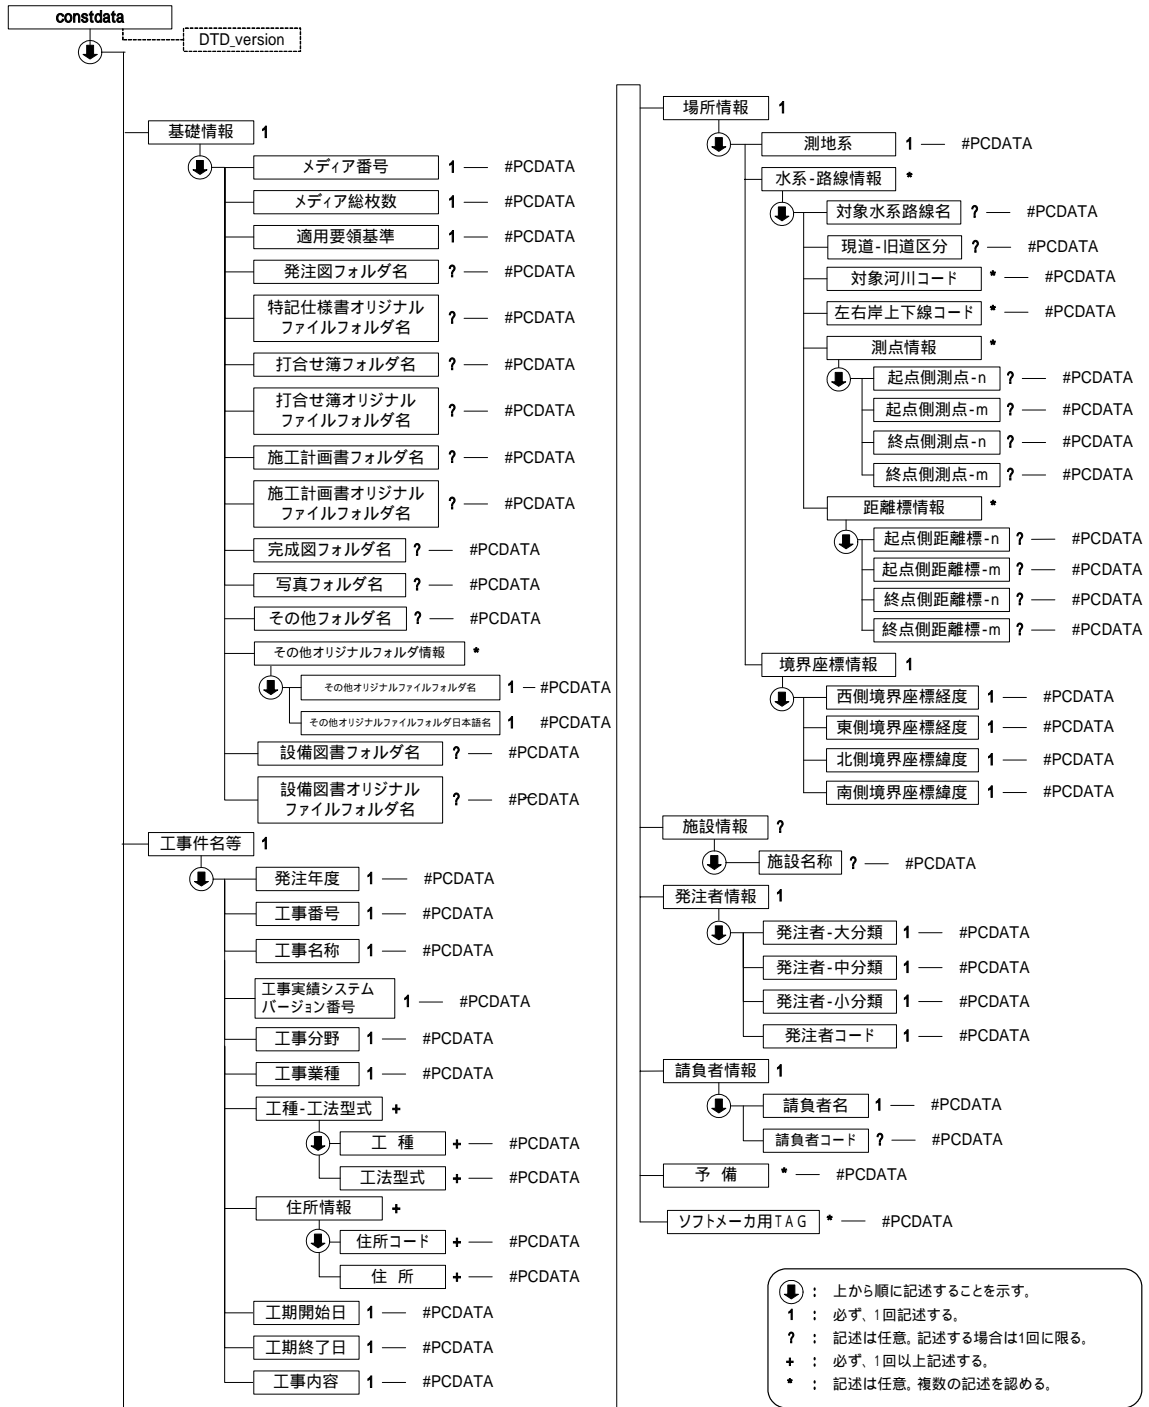 constdata
DTD_version
基礎情報 1
メディア番号 1 #PCDATA
メディア総枚数 1 #PCDATA
適用要領基準 1 #PCDATA
発注図フォルダ名 ? #PCDATA
特記仕様書オリジナル
ファイルフォルダ名 ? #PCDATA
打合せ簿フォルダ名 ? #PCDATA
打合せ簿オリジナル
ファイルフォルダ名 ? #PCDATA
施工計画書フォルダ名 ? #PCDATA
施工計画書オリジナル
ファイルフォルダ名 ? #PCDATA
完成図フォルダ名 ? #PCDATA
写真フォルダ名 ? #PCDATA
その他フォルダ名 ? #PCDATA
その他オリジナルフォルダ情報 *
その他オリジナルファイルフォルダ名 1 #PCDATA
その他オリジナルファイルフォルダ日本語名 1 #PCDATA
設備図書フォルダ名 ? #PCDATA
設備図書オリジナル
ファイルフォルダ名 ? #PCDATA
工事件名等 1
発注年度 1 #PCDATA
工事番号 1 #PCDATA
工事名称 1 #PCDATA
工事実績システム
バージョン番号 1 #PCDATA
工事分野 1 #PCDATA
工事業種 1 #PCDATA
工種-工法型式 +
工 種 + #PCDATA
工法型式 + #PCDATA
住所情報 +
住所コード + #PCDATA
住 所 + #PCDATA
工期開始日 1 #PCDATA
工期終了日 1 #PCDATA
工事内容 1 #PCDATA
場所情報 1
測地系 1 #PCDATA
水系-路線情報 *
対象水系路線名 ? #PCDATA
現道-旧道区分 ? #PCDATA
対象河川コード * #PCDATA
左右岸上下線コード * #PCDATA
測点情報 *
起点側測点-n ? #PCDATA
起点側測点-m ? #PCDATA
終点側測点-n ? #PCDATA
終点側測点-m ? #PCDATA
距離標情報 *
起点側距離標-n ? #PCDATA
起点側距離標-m ? #PCDATA
終点側距離標-n ? #PCDATA
終点側距離標-m ? #PCDATA
境界座標情報 1
西側境界座標経度 1 #PCDATA
東側境界座標経度 1 #PCDATA
北側境界座標緯度 1 #PCDATA
南側境界座標緯度 1 #PCDATA
施設情報 ?
施設名称 ? #PCDATA
発注者情報 1
発注者-大分類 1 #PCDATA
発注者-中分類 1 #PCDATA
発注者-小分類 1 #PCDATA
発注者コード 1 #PCDATA
請負者情報 1
請負者名 1 #PCDATA
請負者コード ? #PCDATA
予 備 * #PCDATA
ソフトメーカ用TAG * #PCDATA
: 上から順に記述することを示す。
1 : 必ず、1回記述する。
? : 記述は任意。記述する場合は1回に限る。
+ : 必ず、1回以上記述する。
* : 記述は任意。複数の記述を認める。